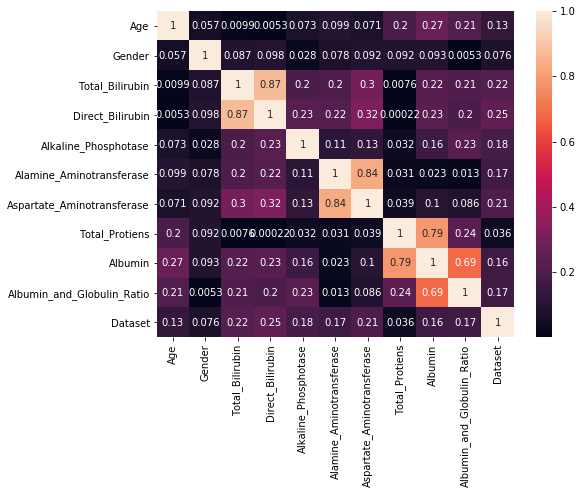 Age 1 0.057 0.0099 0.0053 0.073 0.099 0.071 0.2 0.27 0.21 0.13
Gender 0.057 1 0.087 0.098 0.028 0.078 0.092 0.092 0.093 0.0053 0.076
Total_Bilirubin 0.0099 0.087 1 0.87 0.2 0.2 0.3 0.0076 0.22 0.21 0.22
Direct_Bilirubin 0.0053 0.098 0.87 1 0.23 0.22 0.32 0.00022 0.23 0.2 0.25
Alkaline_Phosphotase 0.073 0.028 0.2 0.23 1 0.11 0.13 0.032 0.16 0.23 0.18
Alamine_Aminotransferase 0.099 0.078 0.2 0.22 0.11 1 0.84 0.031 0.023 0.013 0.17
Aspartate_Aminotransferase 0.071 0.092 0.3 0.32 0.13 0.84 1 0.039 0.1 0.086 0.21
Total_Protiens 0.2 0.092 0.0076 0.00022 0.032 0.031 0.039 1 0.79 0.24 0.036
Albumin 0.27 0.093 0.22 0.23 0.16 0.023 0.1 0.79 1 0.69 0.16
Albumin_and_Globulin_Ratio 0.21 0.0053 0.21 0.2 0.23 0.013 0.086 0.24 0.69 1 0.17
Dataset 0.13 0.076 0.22 0.25 0.18 0.17 0.21 0.036 0.16 0.17 1
Age
Gender
Total_Bilirubin
Direct_Bilirubin
Alkaline_Phosphotase
Alamine_Aminotransferase
Aspartate_Aminotransferase
Total_Protiens
Albumin
Albumin_and_Globulin_Ratio
Dataset
1.0
0.8
0.6
0.4
0.2